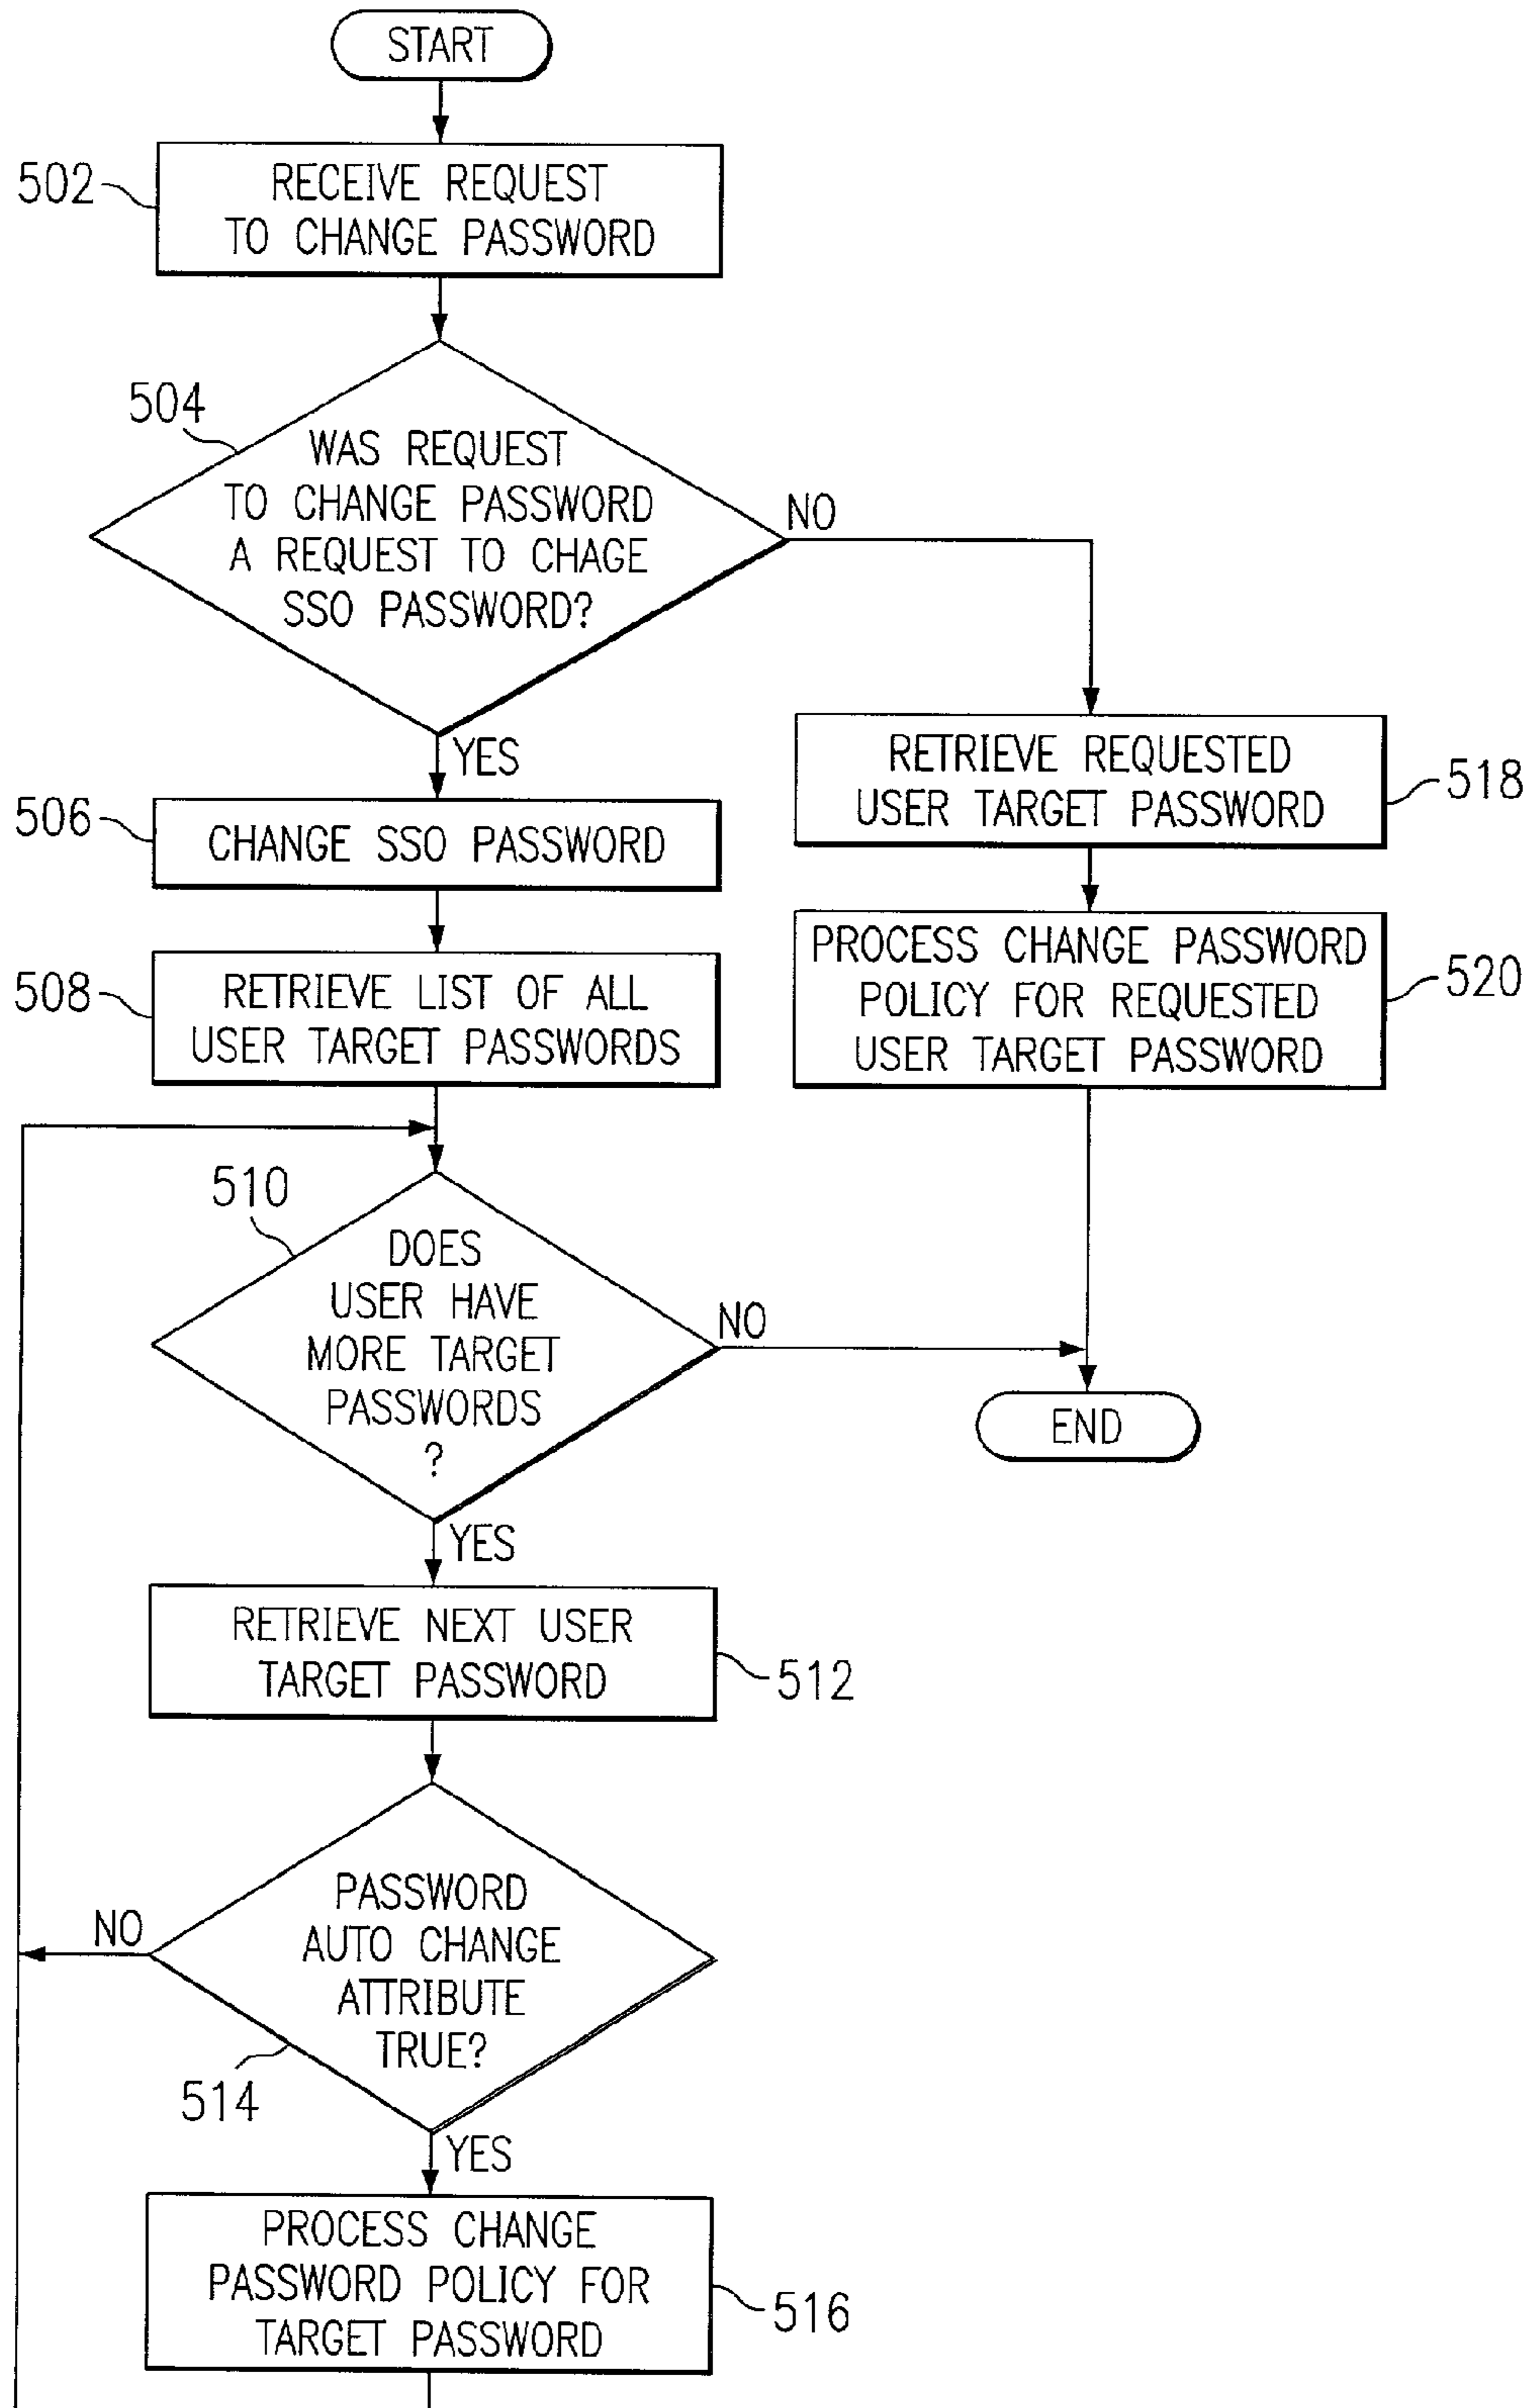 START
502
RECEIVE REQUEST
TO CHANGE PASSWORD
504
WAS REQUEST
TO CHANGE PASSWORD
A REQUEST TO CHAGE
SSO PASSWORD?
NO
YES
506
CHANGE SSO PASSWORD
508
RETRIEVE LIST OF ALL
USER TARGET PASSWORDS
RETRIEVE REQUESTED
USER TARGET PASSWORD
518
PROCESS CHANGE PASSWORD
POLICY FOR REQUESTED
USER TARGET PASSWORD
520
510
DOES
USER HAVE
MORE TARGET
PASSWORDS
?
NO
END
YES
RETRIEVE NEXT USER
TARGET PASSWORD
512
PASSWORD
AUTO CHANGE
ATTRIBUTE
TRUE?
NO
514
YES
PROCESS CHANGE
PASSWORD POLICY FOR
TARGET PASSWORD
516